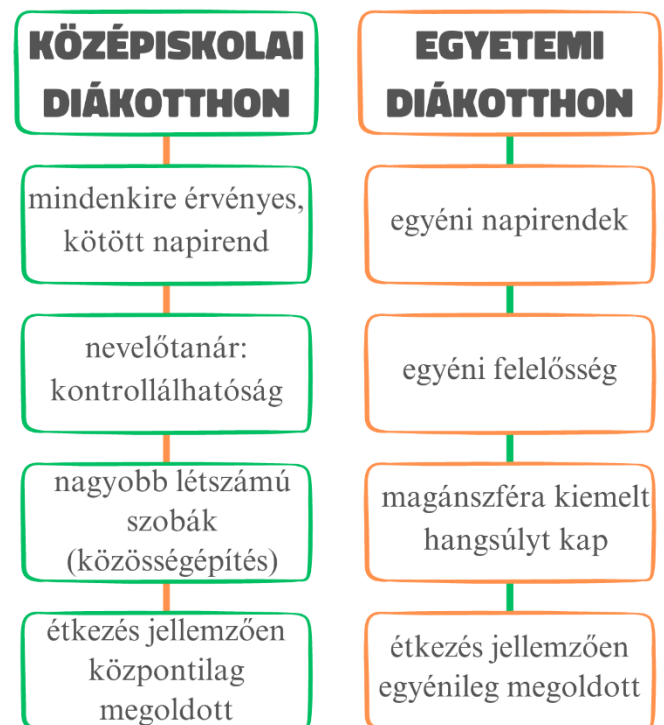 KÖZÉPISKOLAI
DIÁKOTTHON
mindenkire érvényes,
kötött napirend
nevelőtanár:
kontrollálhatóság
nagyobb létszámú
szobák
(közösségépítés)
étkezés jellemzően
központilag
megoldott
EGYETEMI
DIÁKOTTHON
egyéni napirendek
egyéni felelősség
magánszféra kiemelt
hangsúlyt kap
étkezés jellemzően
egyénileg megoldott